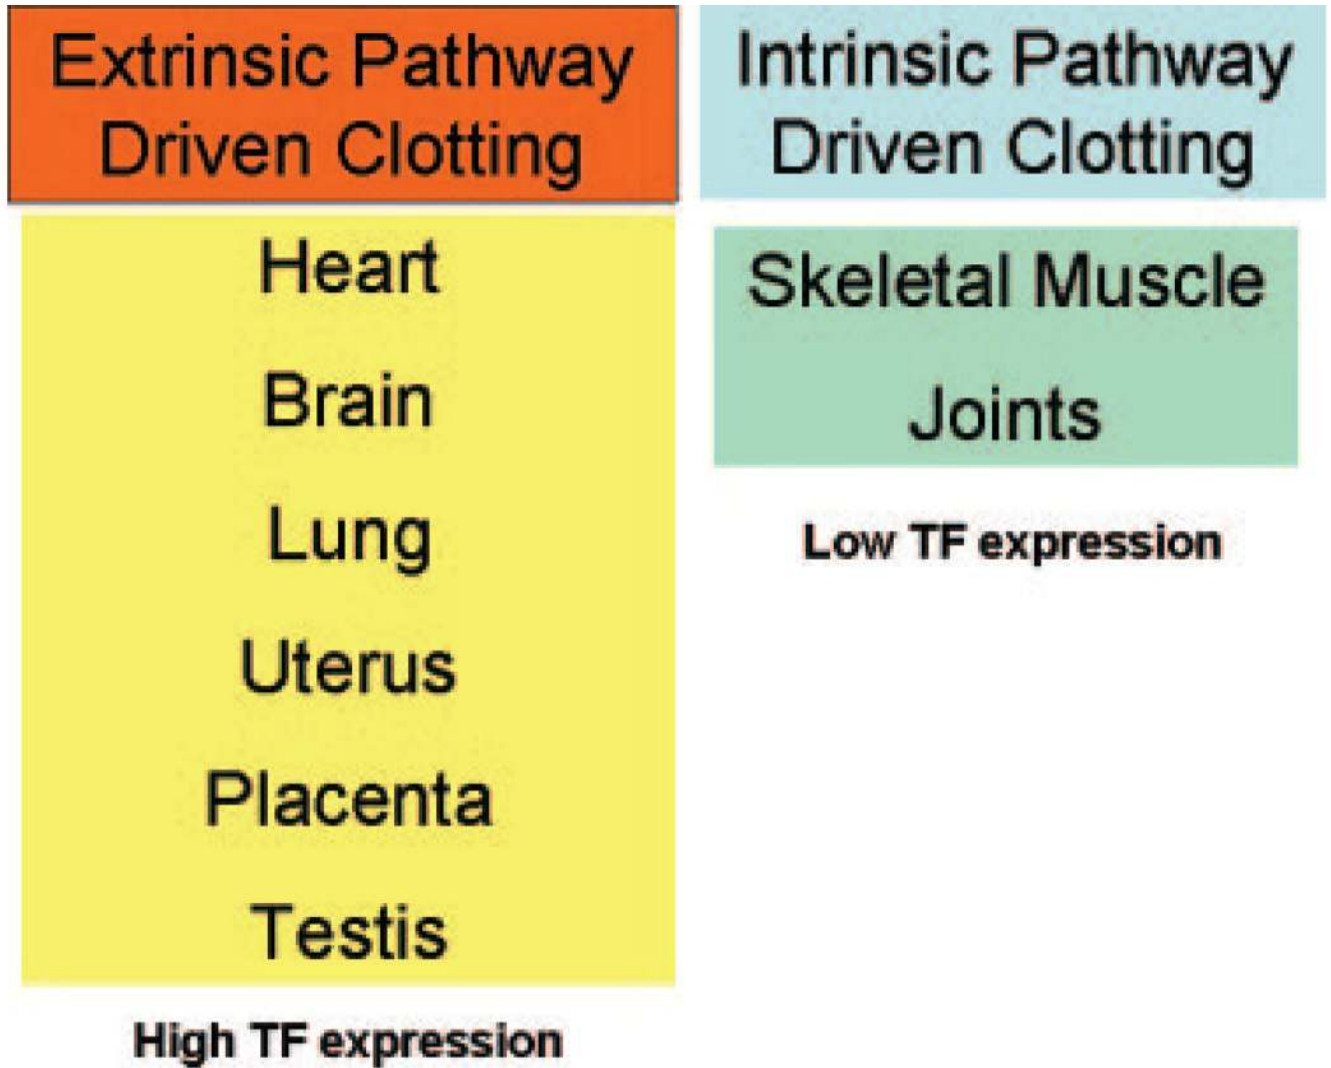 Extrinsic Pathway
Driven Clotting
Heart
Brain
Lung
Uterus
Placenta
Testis
High TF expression
Intrinsic Pathway
Driven Clotting
Skeletal Muscle
Joints
Low TF expression